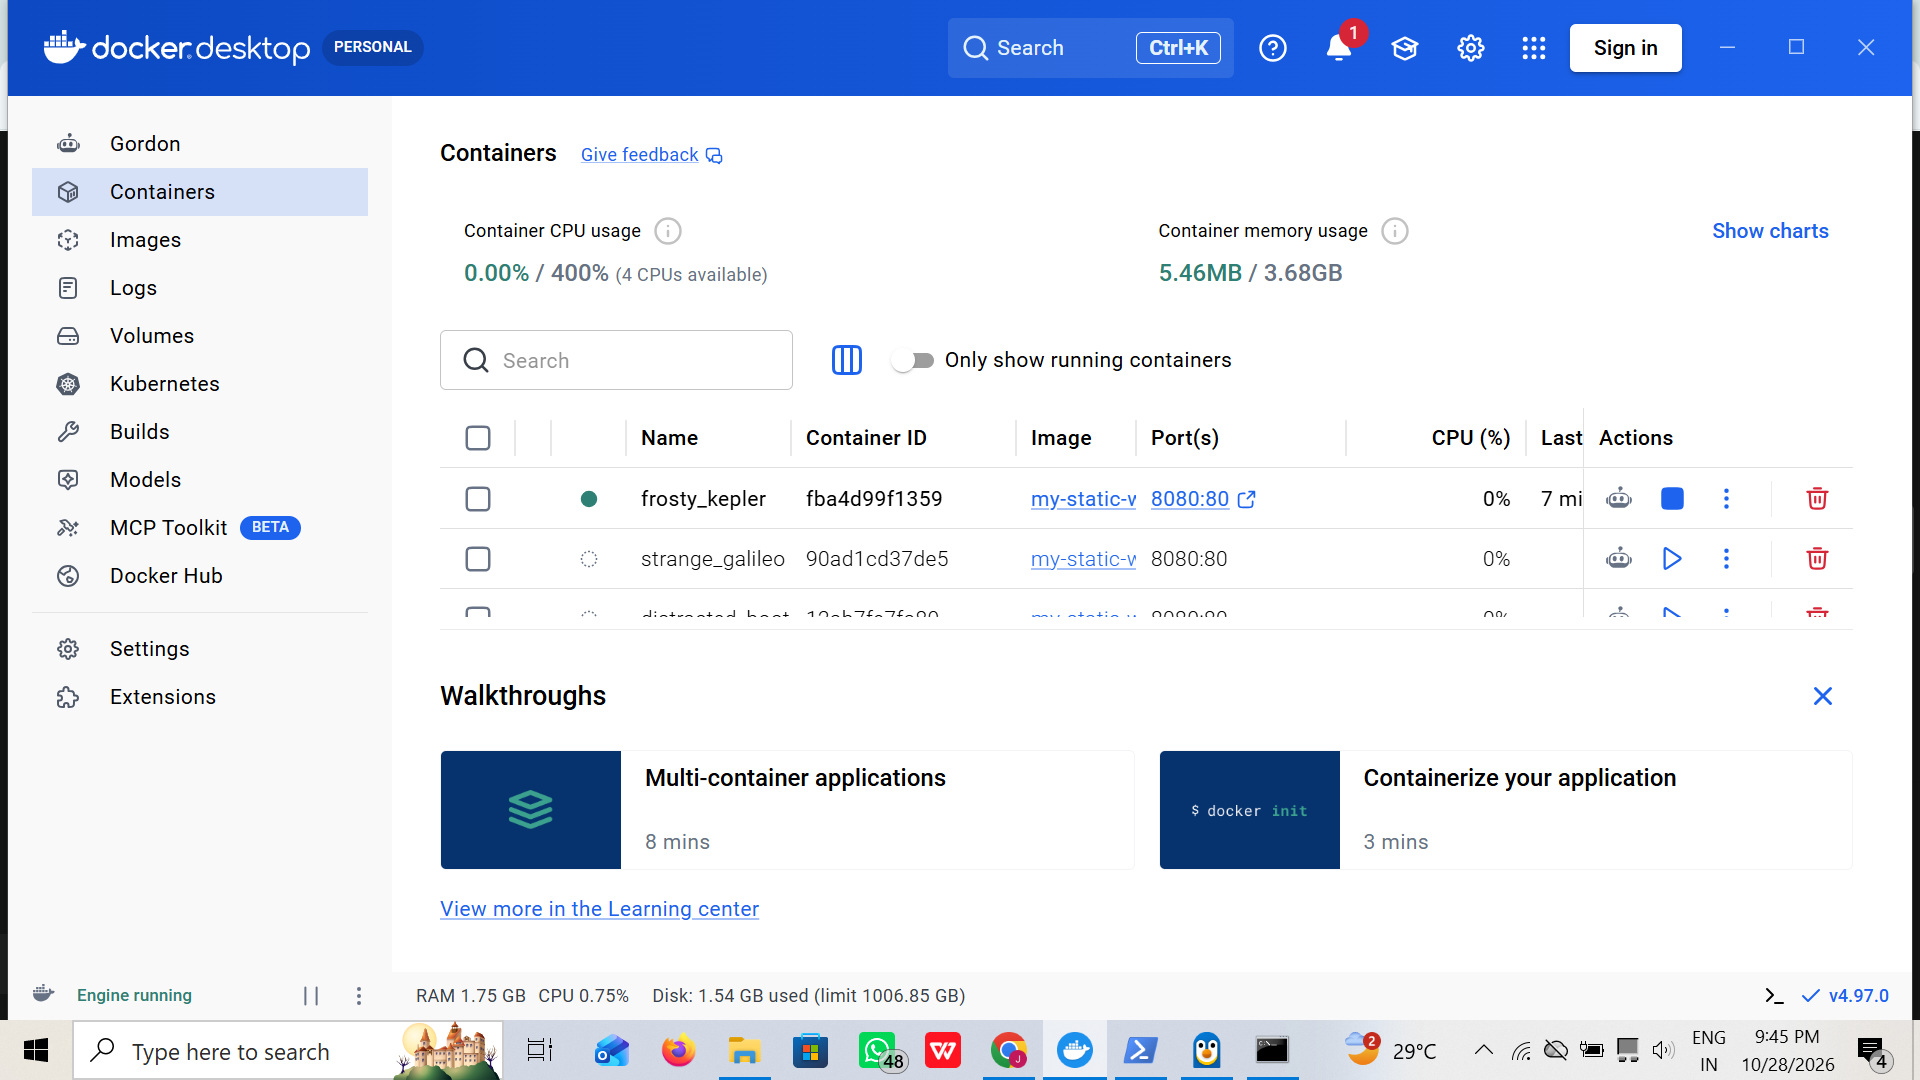 docker.desktop PERSONAL
Search Ctrl+K
1
Sign in
Gordon
Containers
Images
Logs
Volumes
Kubernetes
Builds
Models
MCP Toolkit BETA
Docker Hub
Settings
Extensions
Containers Give feedback
Container CPU usage
0.00% / 400% (4 CPUs available)
Container memory usage
5.46MB / 3.68GB
Show charts
Search
Only show running containers
Name Container ID Image Port(s) CPU (%) Last Actions
frosty_kepler fba4d99f1359 my-static-w 8080:80 0% 7 mi
strange_galileo 90ad1cd37de5 my-static-w 8080:80 0%
my-static-w 8080:80 0%
Walkthroughs
Multi-container applications
8 mins
$ docker init
Containerize your application
3 mins
View more in the Learning center
Engine running
RAM 1.75 GB CPU 0.75% Disk: 1.54 GB used (limit 1006.85 GB)
v4.97.0
Type here to search
48
2
29°C
ENG
IN
9:45 PM
10/28/2026
4